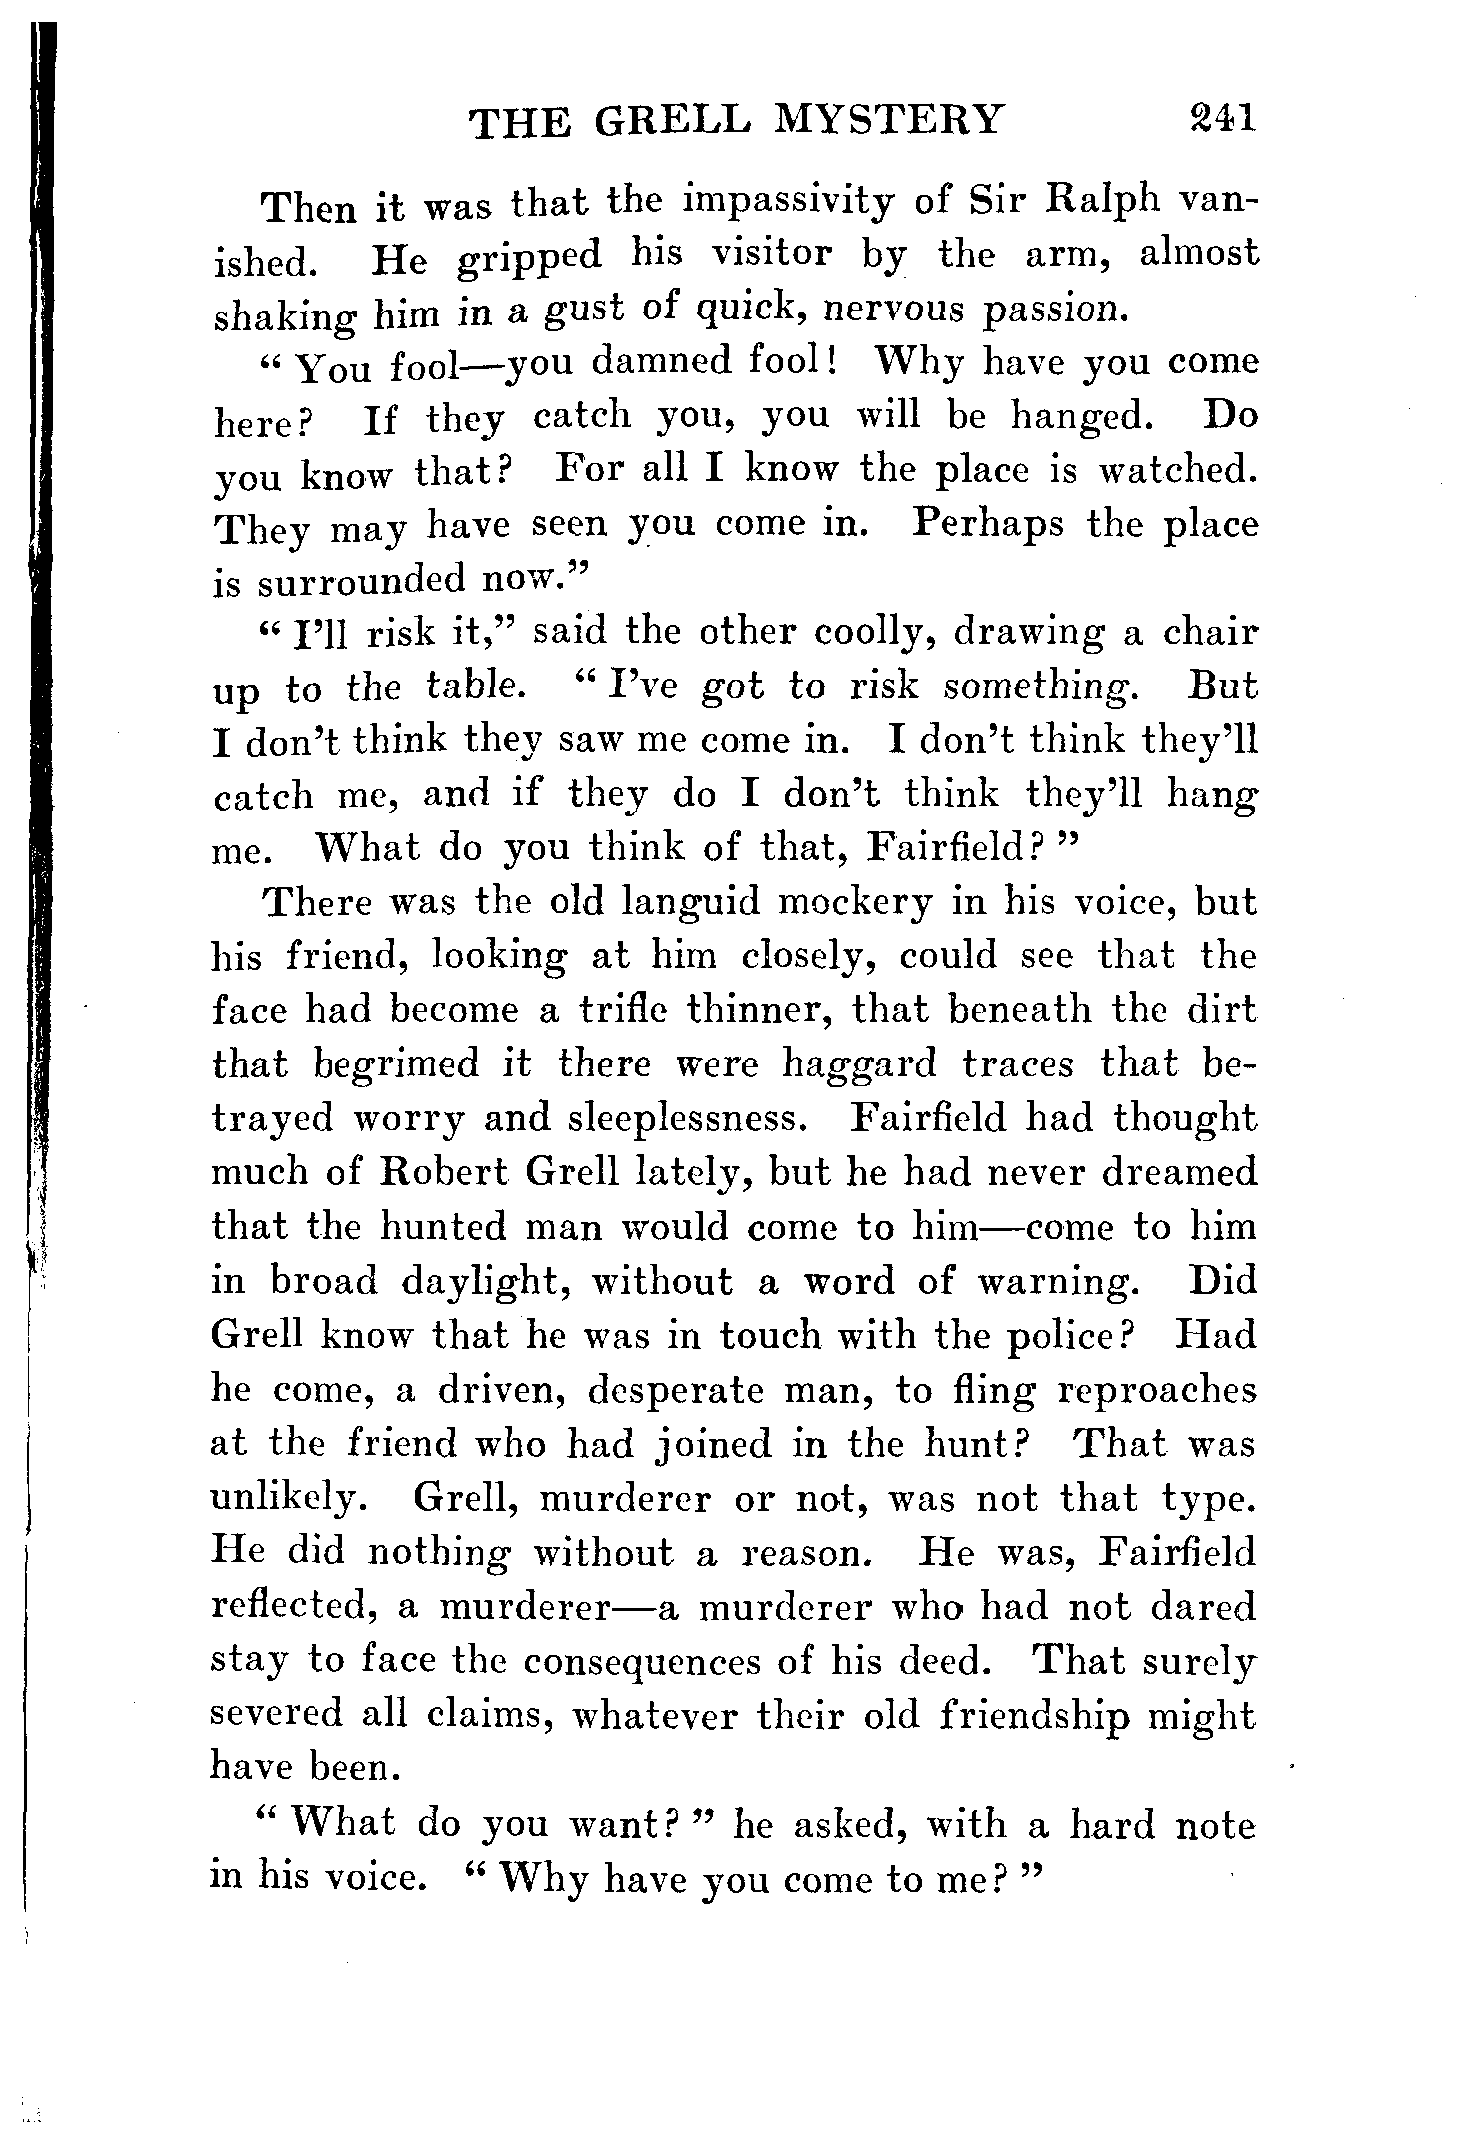 THE GRELL MYSTERY 241
Then it was that the impassivity of Sir Ralph van-
ished. He gripped his visitor by the arm, almost
shaking him in a gust of quick, nervous passion.
“ You fool—you damned fool! Why have you come
here? If they catch you, you will be hanged. Do
you know that? For all I know the place is watched.
They may have seen you come in. Perhaps the place
is surrounded now.”
“ I’ll risk it,” said the other coolly, drawing a chair
up to the table. “ I’ve got to risk something. But
I don’t think they saw me come in. I don’t think they’ll
catch me, and if they do I don’t think they’ll hang
me. What do you think of that, Fairfield? ”
There was the old languid mockery in his voice, but
his friend, looking at him closely, could see that the
face had become a trifle thinner, that beneath the dirt
that begrimed it there were haggard traces that be-
trayed worry and sleeplessness. Fairfield had thought
much of Robert Grell lately, but he had never dreamed
that the hunted man would come to him—come to him
in broad daylight, without a word of warning. Did
Grell know that he was in touch with the police? Had
he come, a driven, desperate man, to fling reproaches
at the friend who had joined in the hunt? That was
unlikely. Grell, murderer or not, was not that type.
He did nothing without a reason. He was, Fairfield
reflected, a murderer—a murderer who had not dared
stay to face the consequences of his deed. That surely
severed all claims, whatever their old friendship might
have been.
“ What do you want? ” he asked, with a hard note
in his voice. “ Why have you come to me? ”